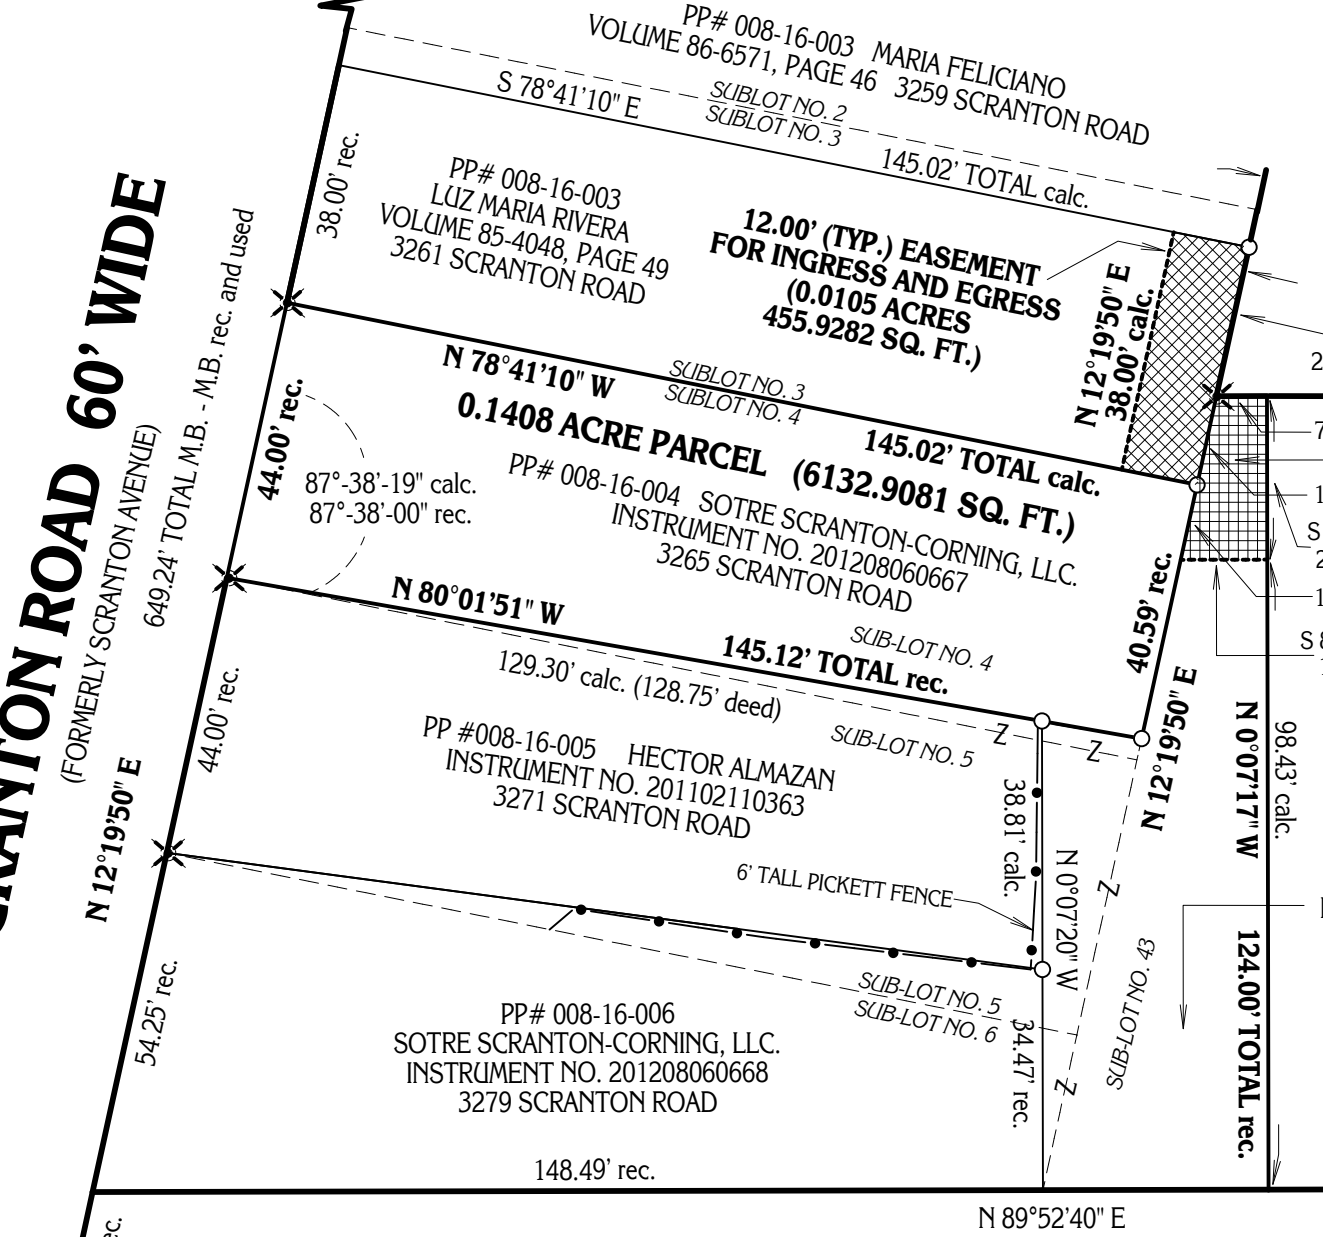 PP# 008-16-003 MARIA FELICIANO
VOLUME 86-6571, PAGE 46 3259 SCRANTON ROAD
S 78°41'10" E
SUBLOT NO. 2
SUBLOT NO. 3
145.02' TOTAL calc.
38.00' rec.
PP# 008-16-003
LUZ MARIA RIVERA
VOLUME 85-4048, PAGE 49
3261 SCRANTON ROAD
12.00' (TYP.) EASEMENT
FOR INGRESS AND EGRESS
(0.0105 ACRES
455.9282 SQ. FT.)
N 12°19'50" E
38.00' calc.
N 78°41'10" W
SUBLOT NO. 3
SUBLOT NO. 4
145.02' TOTAL calc.
0.1408 ACRE PARCEL (6132.9081 SQ. FT.)
PP# 008-16-004 SOTRE SCRANTON-CORNING, LLC.
INSTRUMENT NO. 201208060667
3265 SCRANTON ROAD
44.00' rec.
87°-38'-19" calc.
87°-38'-00" rec.
60' WIDE
RANTON ROAD
(FORMERLY SCRANTON AVENUE)
649.24' TOTAL M.B. - M.B. rec. and used
N 80°01'51" W
145.12' TOTAL rec.
SUB-LOT NO. 4
129.30' calc. (128.75' deed)
SUB-LOT NO. 5
40.59' rec.
N 12°19'50" E
Z
Z
44.00' rec.
N 12°19'50" E
PP #008-16-005 HECTOR ALMAZAN
INSTRUMENT NO. 201102110363
3271 SCRANTON ROAD
38.81' calc.
N 0°07'20" W
6' TALL PICKETT FENCE
Z
N 0°07'17" W
98.43' calc.
124.00' TOTAL rec.
SUB-LOT NO. 43
54.25' rec.
SUB-LOT NO. 5
SUB-LOT NO. 6
34.47' rec.
Z
PP# 008-16-006
SOTRE SCRANTON-CORNING, LLC.
INSTRUMENT NO. 201208060668
3279 SCRANTON ROAD
148.49' rec.
N 89°52'40" E
2
7
1
S
2
1
S 8
ec.